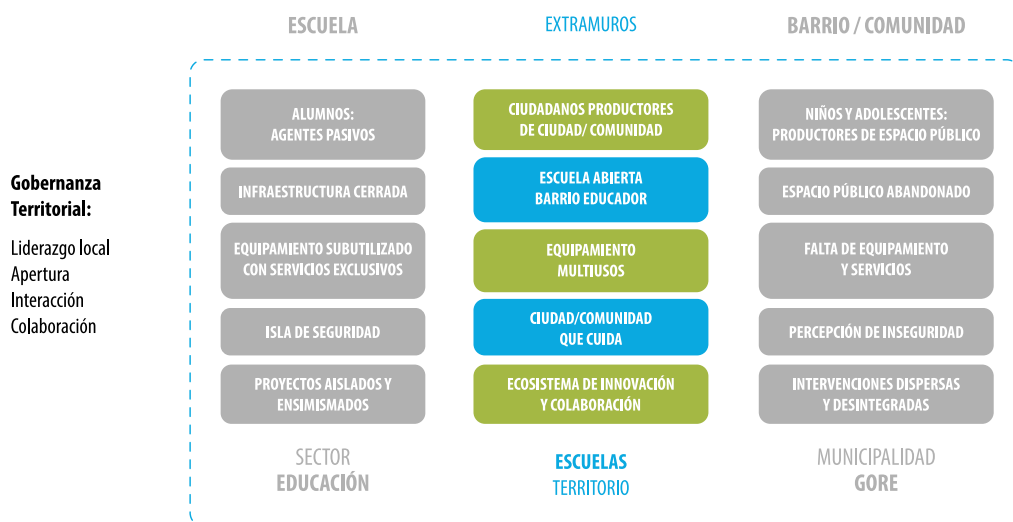 ESCUELA
EXTRAMUROS
BARRIO / COMUNIDAD
Gobernanza
Territorial:
Liderazgo local
Apertura
Interacción
Colaboración
ALUMNOS:
AGENTES PASIVOS
CIUDADANOS PRODUCTORES
DE CIUDAD/ COMUNIDAD
NIÑOS Y ADOLESCENTES:
PRODUCTORES DE ESPACIO PÚBLICO
INFRAESTRUCTURA CERRADA
ESCUELA ABIERTA
BARRIO EDUCADOR
ESPACIO PÚBLICO ABANDONADO
EQUIPAMIENTO SUBUTILIZADO
CON SERVICIOS EXCLUSIVOS
EQUIPAMIENTO
MULTIUSOS
FALTA DE EQUIPAMIENTO
Y SERVICIOS
ISLA DE SEGURIDAD
CIUDAD/COMUNIDAD
QUE CUIDA
PERCEPCIÓN DE INSEGURIDAD
PROYECTOS AISLADOS Y
ENSIMISMADOS
ECOSISTEMA DE INNOVACIÓN
Y COLABORACIÓN
INTERVENCIONES DISPERSAS
Y DESINTEGRADAS
SECTOR
EDUCACIÓN
ESCUELAS
TERRITORIO
MUNICIPALIDAD
GORE